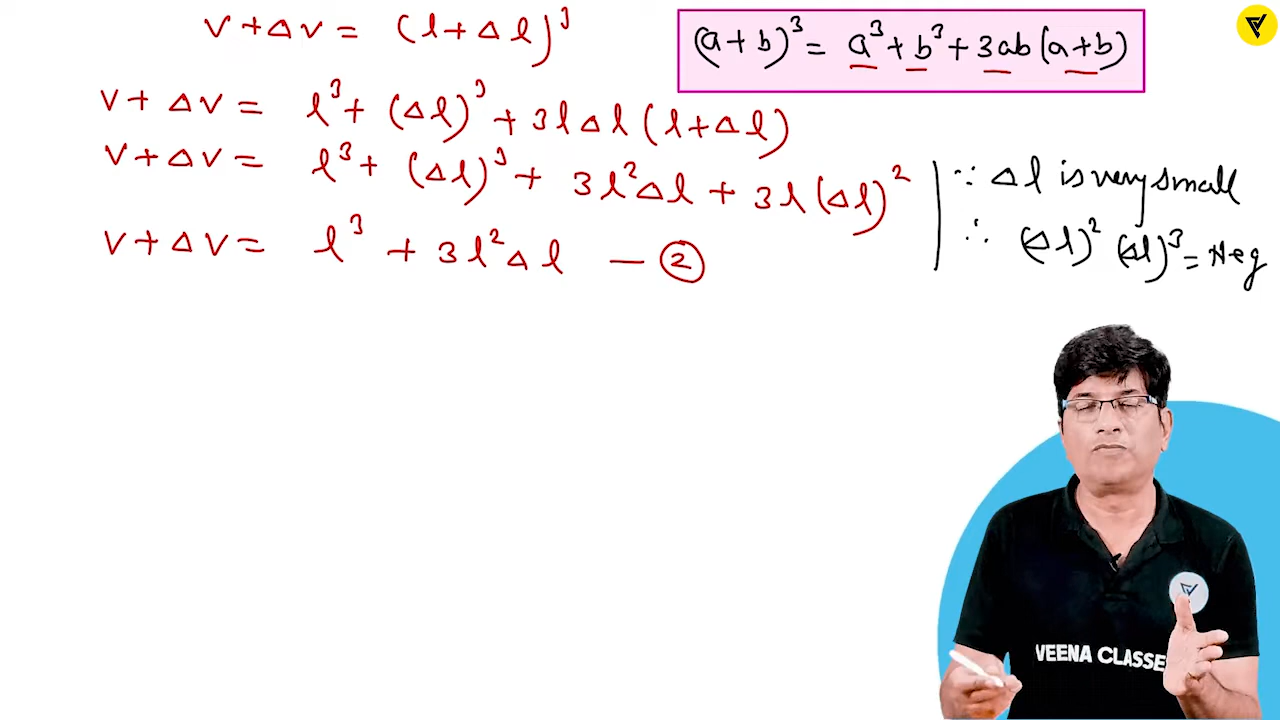 V + ΔV = (l + Δl)³
(a + b)³ = a³ + b³ + 3ab(a + b)
V + ΔV = l³ + (Δl)³ + 3lΔl(l + Δl)
V + ΔV = l³ + (Δl)³ + 3l²Δl + 3l(Δl)²
∵ Δl is very small
∴ (Δl)² (Δl)³ = Neg
V + ΔV = l³ + 3l²Δl — ②
VEENA CLASSE